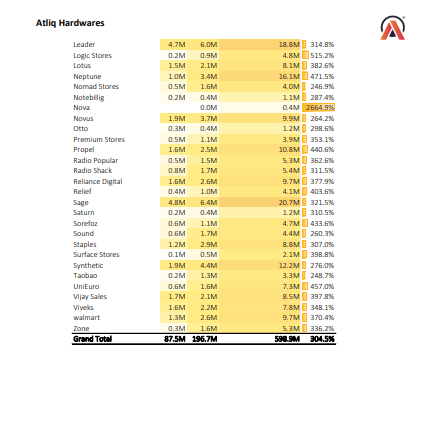 Atliq Hardwares
Leader 4.7M 6.0M 18.8M 314.8%
Logic Stores 0.2M 0.9M 4.8M 515.2%
Lotus 1.5M 2.1M 8.1M 382.6%
Neptune 1.0M 3.4M 16.1M 471.5%
Nomad Stores 0.5M 1.6M 4.0M 246.9%
Notebillig 0.2M 0.4M 1.1M 287.4%
Nova 0.0M 0.4M 2664.9%
Novus 1.9M 3.7M 9.9M 264.2%
Otto 0.3M 0.4M 1.2M 298.6%
Premium Stores 0.5M 1.1M 3.9M 353.1%
Propel 1.6M 2.5M 10.8M 440.6%
Radio Popular 0.5M 1.5M 5.3M 362.6%
Radio Shack 0.8M 1.7M 5.4M 311.5%
Reliance Digital 1.6M 2.6M 9.7M 377.9%
Relief 0.4M 1.0M 4.1M 403.6%
Sage 4.8M 6.4M 20.7M 321.5%
Saturn 0.2M 0.4M 1.2M 310.5%
Sorefoz 0.6M 1.1M 4.7M 433.6%
Sound 0.6M 1.7M 4.4M 260.3%
Staples 1.2M 2.9M 8.8M 307.0%
Surface Stores 0.1M 0.5M 2.1M 398.8%
Synthetic 1.9M 4.4M 12.2M 276.0%
Taobao 0.2M 1.3M 3.3M 248.7%
UniEuro 0.6M 1.6M 7.3M 457.0%
Vijay Sales 1.7M 2.1M 8.5M 397.8%
Viveks 1.6M 2.2M 7.8M 348.1%
walmart 1.3M 2.6M 9.7M 370.4%
Zone 0.3M 1.6M 5.3M 336.2%
Grand Total 87.5M 196.7M 598.9M 304.5%